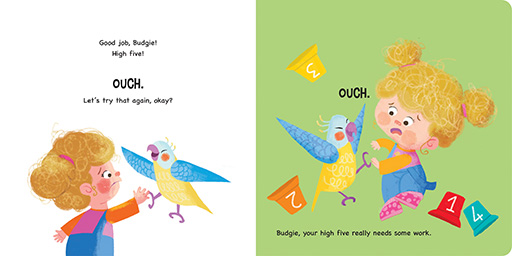 Good job, Budgie!
High five!
OUCH.
Let's try that again, okay?
3
OUCH.
2
1
4
Budgie, your high five really needs some work.